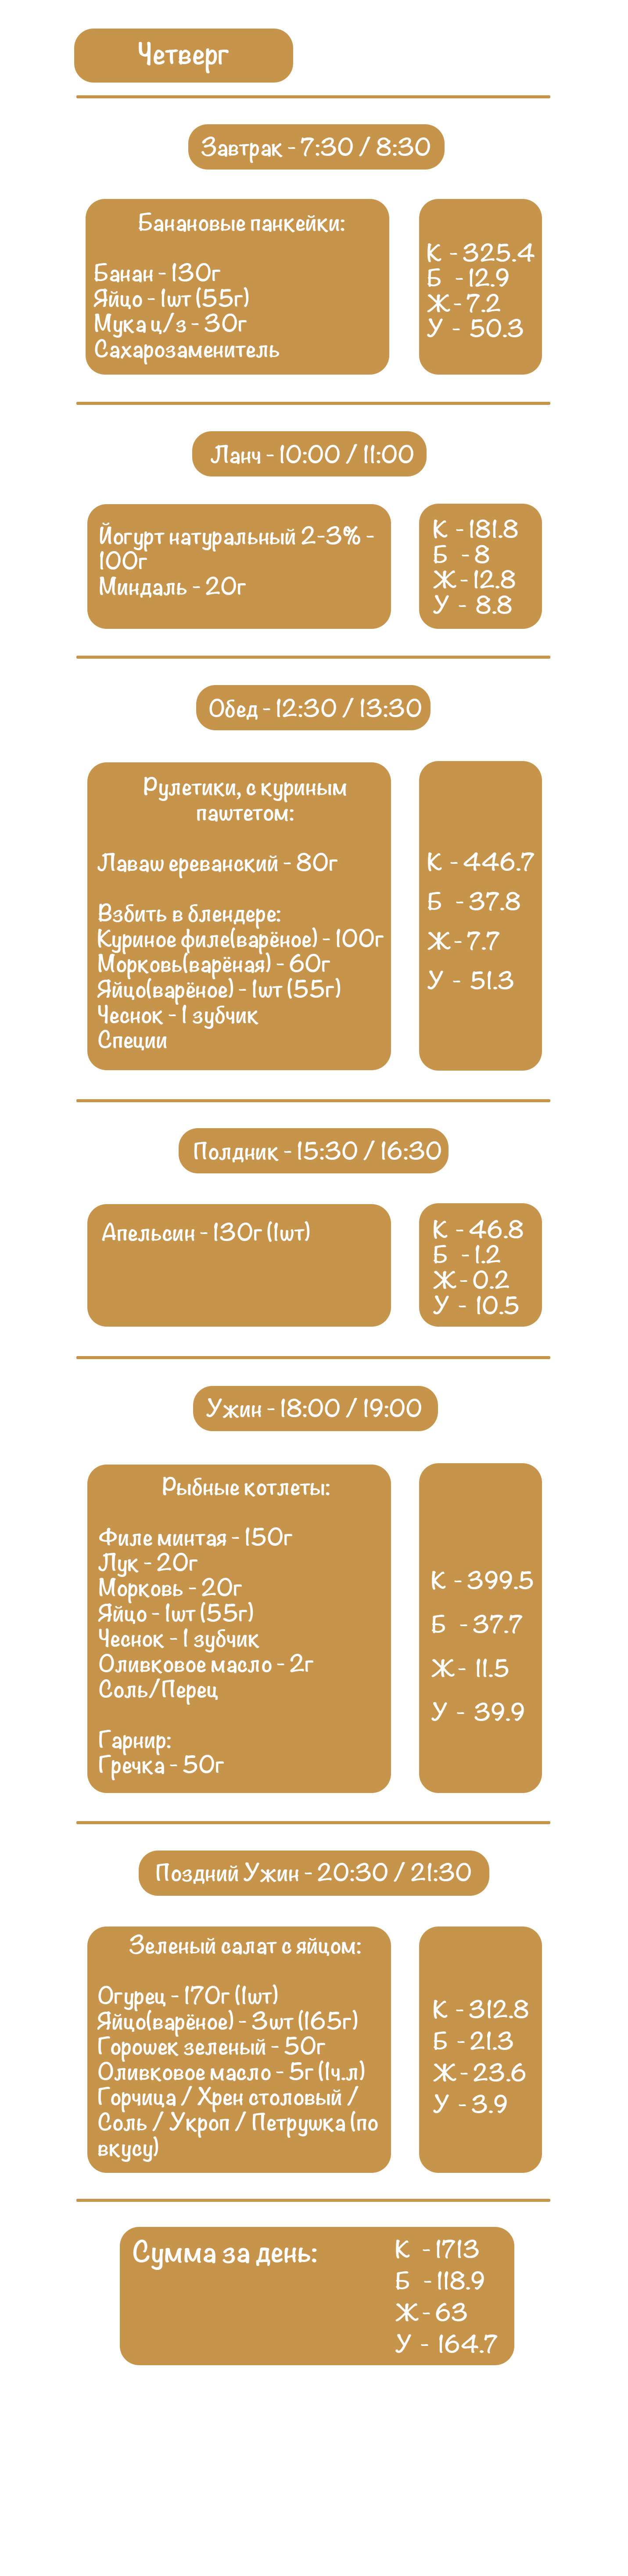 Четверг
Завтрак - 7:30 / 8:30
Банановые панкейки:
Банан - 130г
Яйцо - 1шт (55г)
Мука ц/з - 30г
Сахарозаменитель
К - 325.4
Б - 12.9
Ж - 7.2
У - 50.3
Ланч - 10:00 / 11:00
Йогурт натуральный 2-3% -
100г
Миндаль - 20г
К - 181.8
Б - 8
Ж - 12.8
У - 8.8
Обед - 12:30 / 13:30
Рулетики, с куриным
паштетом:
Лаваш ереванский - 80г
Взбить в блендере:
Куриное филе(варёное) - 100г
Морковь(варёная) - 60г
Яйцо(варёное) - 1шт (55г)
Чеснок - 1 зубчик
Специи
К - 446.7
Б - 37.8
Ж - 7.7
У - 51.3
Полдник - 15:30 / 16:30
Апельсин - 130г (1шт)
К - 46.8
Б - 1.2
Ж - 0.2
У - 10.5
Ужин - 18:00 / 19:00
Рыбные котлеты:
Филе минтая - 150г
Лук - 20г
Морковь - 20г
Яйцо - 1шт (55г)
Чеснок - 1 зубчик
Оливковое масло - 2г
Соль/Перец
Гарнир:
Гречка - 50г
К - 399.5
Б - 37.7
Ж - 11.5
У - 39.9
Поздний Ужин - 20:30 / 21:30
Зеленый салат с яйцом:
Огурец - 170г (1шт)
Яйцо(варёное) - 3шт (165г)
Горошек зеленый - 50г
Оливковое масло - 5г (1ч.л)
Горчица / Хрен столовый /
Соль / Укроп / Петрушка (по
вкусу)
К - 312.8
Б - 21.3
Ж - 23.6
У - 3.9
Сумма за день:
К - 1713
Б - 118.9
Ж - 63
У - 164.7